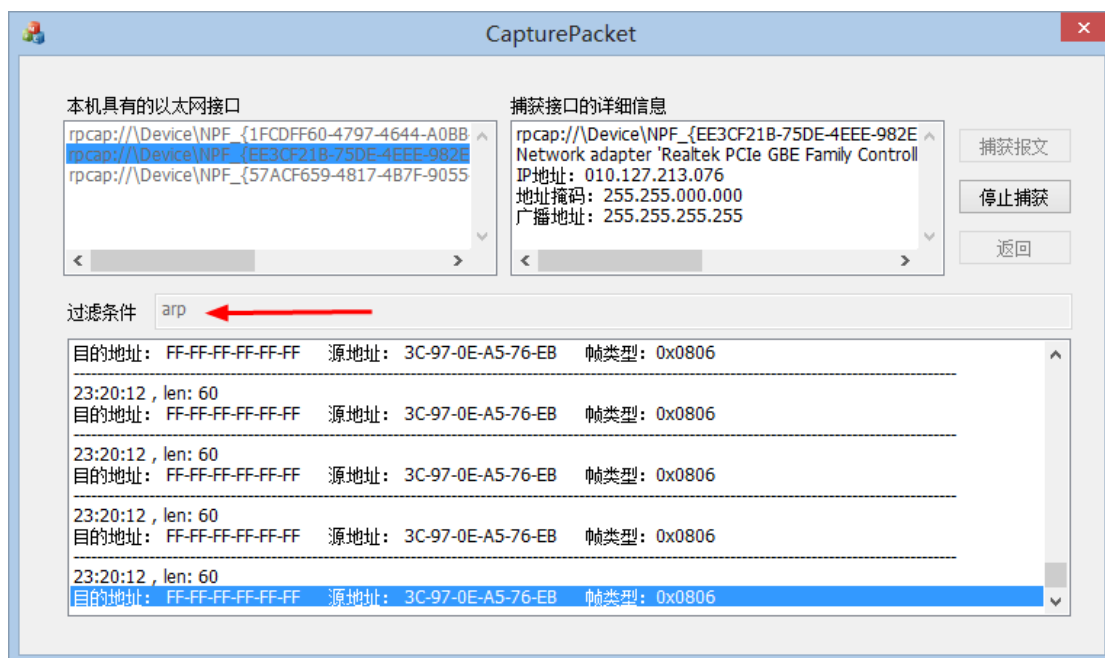 CapturePacket
本机具有的以太网接口
捕获接口的详细信息
rpcap://\Device\NPF_{1FCDFF60-4797-4644-A0BB-
rpcap://\Device\NPF_{EE3CF21B-75DE-4EEE-982E
rpcap://\Device\NPF_{57ACF659-4817-4B7F-9055-
rpcap://\Device\NPF_{EE3CF21B-75DE-4EEE-982E
Network adapter 'Realtek PCIe GBE Family Controll
IP地址：010.127.213.076
地址掩码：255.255.000.000
广播地址：255.255.255.255
捕获报文
停止捕获
返回
过滤条件 arp
目的地址： FF-FF-FF-FF-FF-FF 源地址： 3C-97-0E-A5-76-EB 帧类型：0x0806
23:20:12 , len: 60
目的地址： FF-FF-FF-FF-FF-FF 源地址： 3C-97-0E-A5-76-EB 帧类型：0x0806
23:20:12 , len: 60
目的地址： FF-FF-FF-FF-FF-FF 源地址： 3C-97-0E-A5-76-EB 帧类型：0x0806
23:20:12 , len: 60
目的地址： FF-FF-FF-FF-FF-FF 源地址： 3C-97-0E-A5-76-EB 帧类型：0x0806
23:20:12 , len: 60
目的地址： FF-FF-FF-FF-FF-FF 源地址： 3C-97-0E-A5-76-EB 帧类型：0x0806